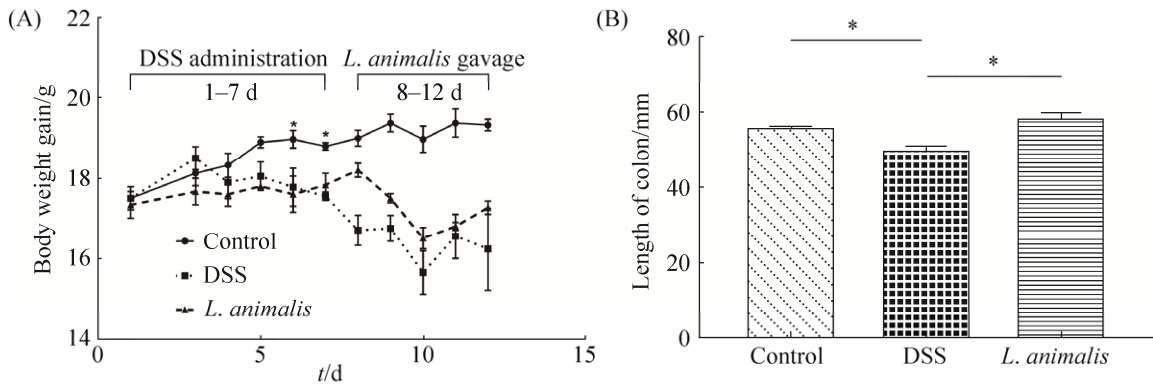 (A)
Body weight gain/g
22
20
18
16
14
DSS administration
1–7 d
L. animalis gavage
8–12 d
*
*
Control
DSS
L. animalis
0
5
10
15
t/d
(B)
Length of colon/mm
80
60
40
20
0
*
*
Control
DSS
L. animalis